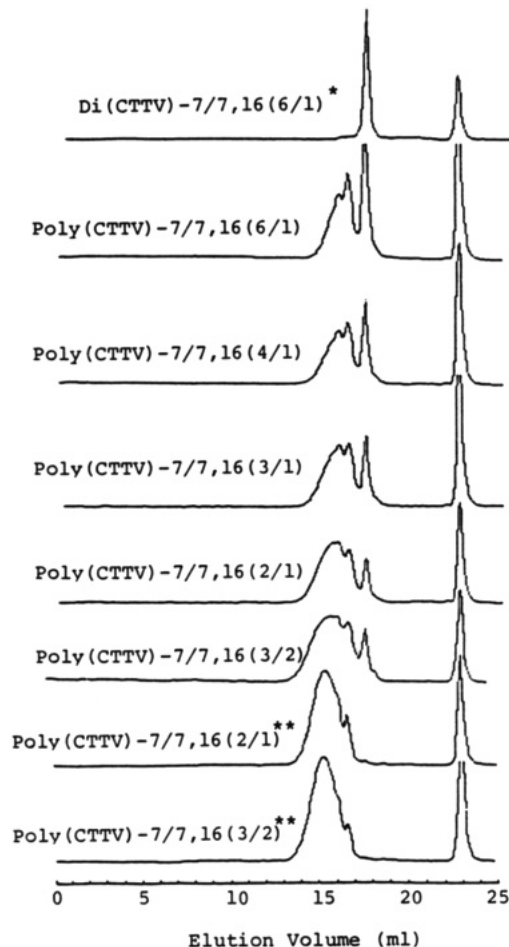 Di(CTTV)-7/7,16(6/1)*
Poly(CTTV)-7/7,16(6/1)
Poly(CTTV)-7/7,16(4/1)
Poly(CTTV)-7/7,16(3/1)
Poly(CTTV)-7/7,16(2/1)
Poly(CTTV)-7/7,16(3/2)
Poly(CTTV)-7/7,16(2/1)**
Poly(CTTV)-7/7,16(3/2)**
0 5 10 15 20 25
Elution Volume (ml)